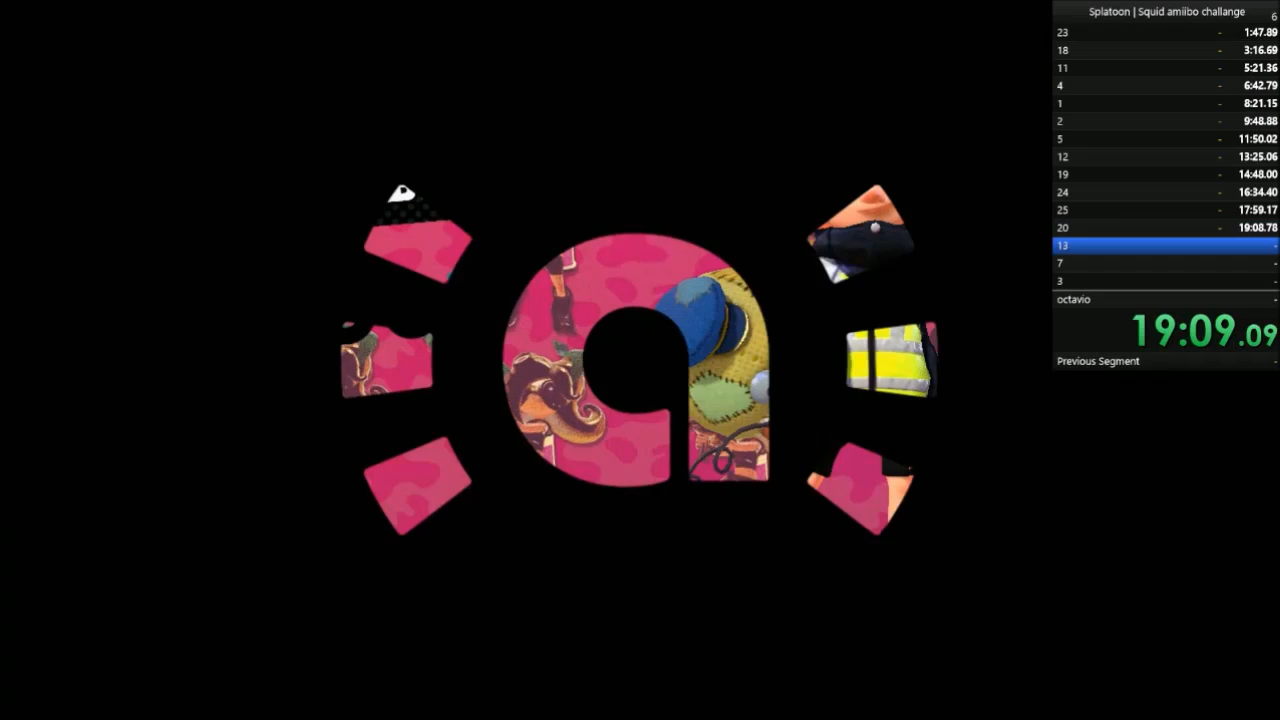 Splatoon | Squid amiibo challange
6
23 - 1:47.89
18 - 3:16.69
11 - 5:21.36
4 - 6:42.79
1 - 8:21.15
2 - 9:48.88
5 - 11:50.02
12 - 13:25.06
19 - 14:48.00
24 - 16:34.40
25 - 17:59.17
20 - 19:08.78
13 -
7 -
3 -
octavio -
19:09.09
Previous Segment -